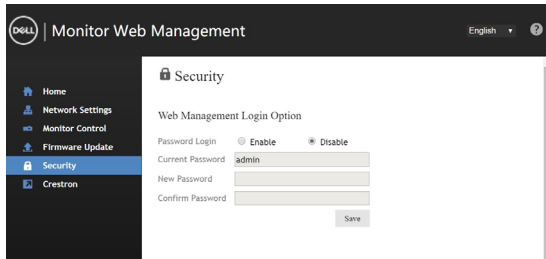 DELL | Monitor Web Management
English
?
Home
Network Settings
Monitor Control
Firmware Update
Security
Crestron
Security
Web Management Login Option
Password Login Enable Disable
Current Password admin
New Password
Confirm Password
Save